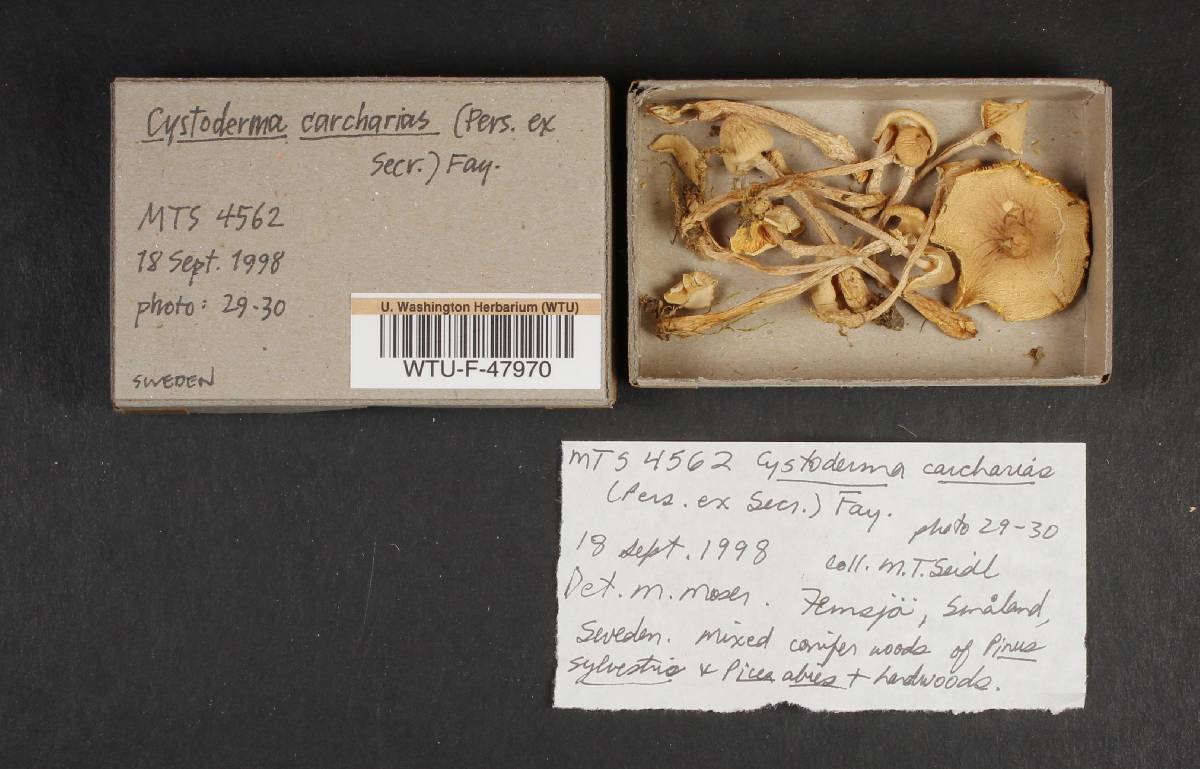 Cystoderma carcharias (Pers. ex
Secr.) Fay.
MTS 4562
18 Sept. 1998
photo: 29-30
SWEDEN
U. Washington Herbarium (WTU)
WTU-F-47970
MTS 4562 Cystoderma carcharias
(Pers. ex Secr.) Fay.
photo 29-30
18 Sept. 1998 coll. M.T. Seidl
Det. M. Moser. Femsjö, Småland,
Sweden. Mixed conifer woods of Pinus
sylvestris & Picea abies + hardwoods.